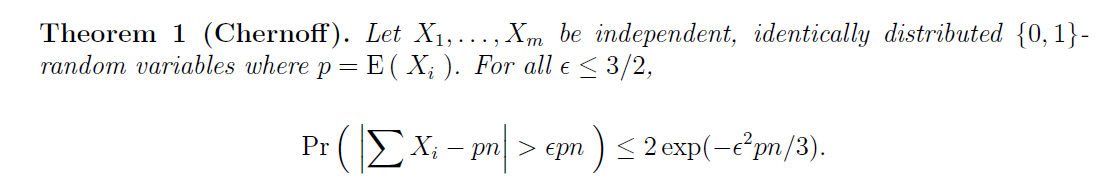 Theorem 1 (Chernoff). Let X₁, . . . , Xₘ be independent, identically distributed {0, 1}-
random variables where p = E ( Xᵢ ). For all ϵ ≤ 3/2,
Pr ( |∑ Xᵢ − pn| > ϵpn ) ≤ 2 exp(−ϵ²pn/3).